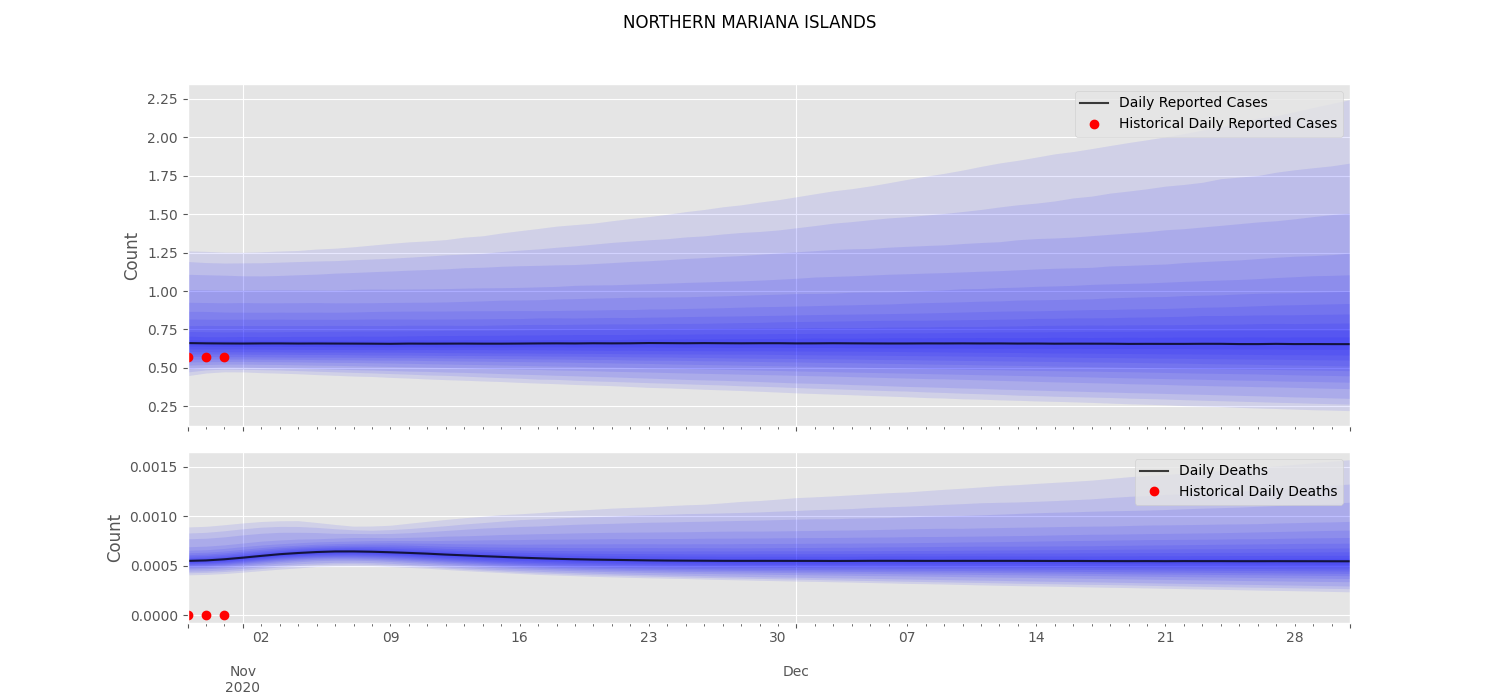 NORTHERN MARIANA ISLANDS
2.25
2.00
1.75
1.50
1.25
1.00
0.75
0.50
0.25
Count
Daily Reported Cases
Historical Daily Reported Cases
0.0015
0.0010
0.0005
0.0000
Count
Daily Deaths
Historical Daily Deaths
02 09 16 23 30 07 14 21 28
Nov Dec
2020